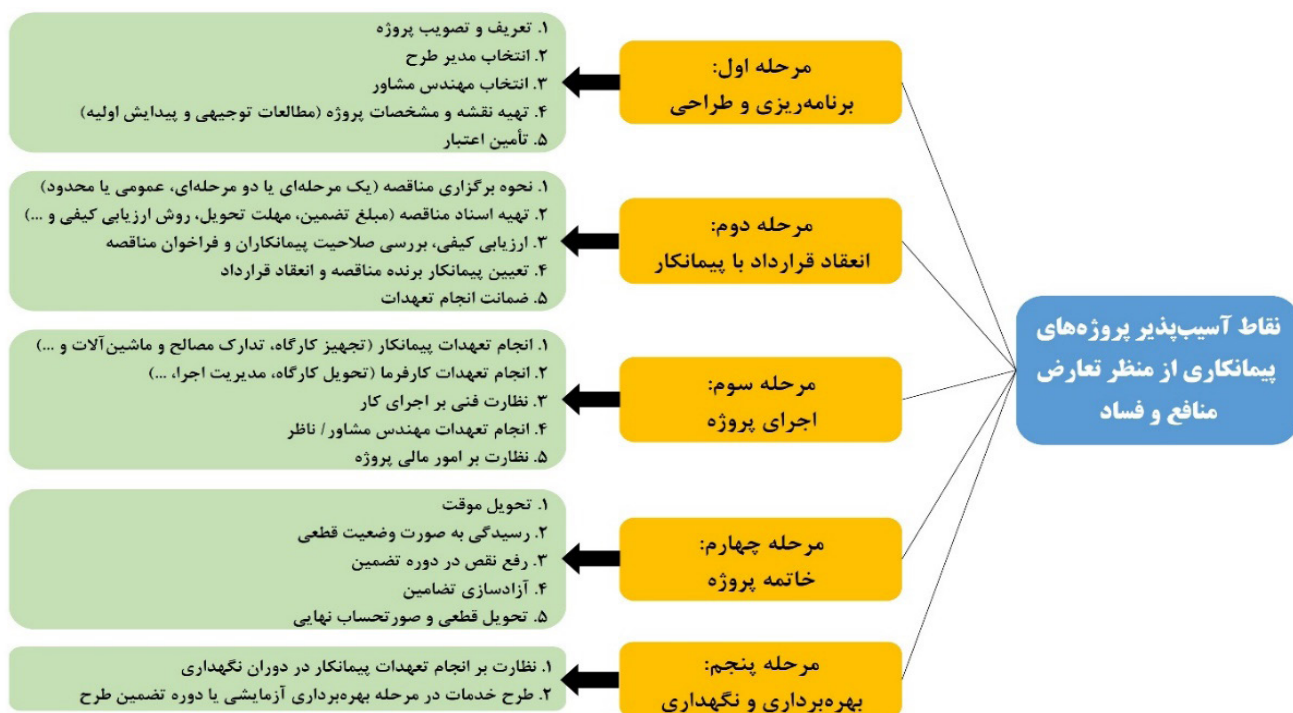 نقاط آسیب‌پذیر پروژه‌های
پیمانکاری از منظر تعارض
منافع و فساد
مرحله اول:
برنامه‌ریزی و طراحی
۱. تعریف و تصویب پروژه
۲. انتخاب مدیر طرح
۳. انتخاب مهندس مشاور
۴. تهیه نقشه و مشخصات پروژه (مطالعات توجیهی و پیدایش اولیه)
۵. تأمین اعتبار
مرحله دوم:
انعقاد قرارداد با پیمانکار
۱. نحوه برگزاری مناقصه (یک مرحله‌ای یا دو مرحله‌ای، عمومی یا محدود)
۲. تهیه اسناد مناقصه (مبلغ تضمین، مهلت تحویل، روش ارزیابی کیفی و ...)
۳. ارزیابی کیفی، بررسی صلاحیت پیمانکاران و فراخوان مناقصه
۴. تعیین پیمانکار برنده مناقصه و انعقاد قرارداد
۵. ضمانت انجام تعهدات
مرحله سوم:
اجرای پروژه
۱. انجام تعهدات پیمانکار (تجهیز کارگاه، تدارک مصالح و ماشین‌آلات و ...)
۲. انجام تعهدات کارفرما (تحویل کارگاه، مدیریت اجرا، ...)
۳. نظارت فنی بر اجرای کار
۴. انجام تعهدات مهندس مشاور/ ناظر
۵. نظارت بر امور مالی پروژه
مرحله چهارم:
خاتمه پروژه
۱. تحویل موقت
۲. رسیدگی به صورت وضعیت قطعی
۳. رفع نقص در دوره تضمین
۴. آزادسازی تضامین
۵. تحویل قطعی و صورتحساب نهایی
مرحله پنجم:
بهره‌برداری و نگهداری
۱. نظارت بر انجام تعهدات پیمانکار در دوران نگهداری
۲. طرح خدمات در مرحله بهره‌برداری آزمایشی یا دوره تضمین طرح